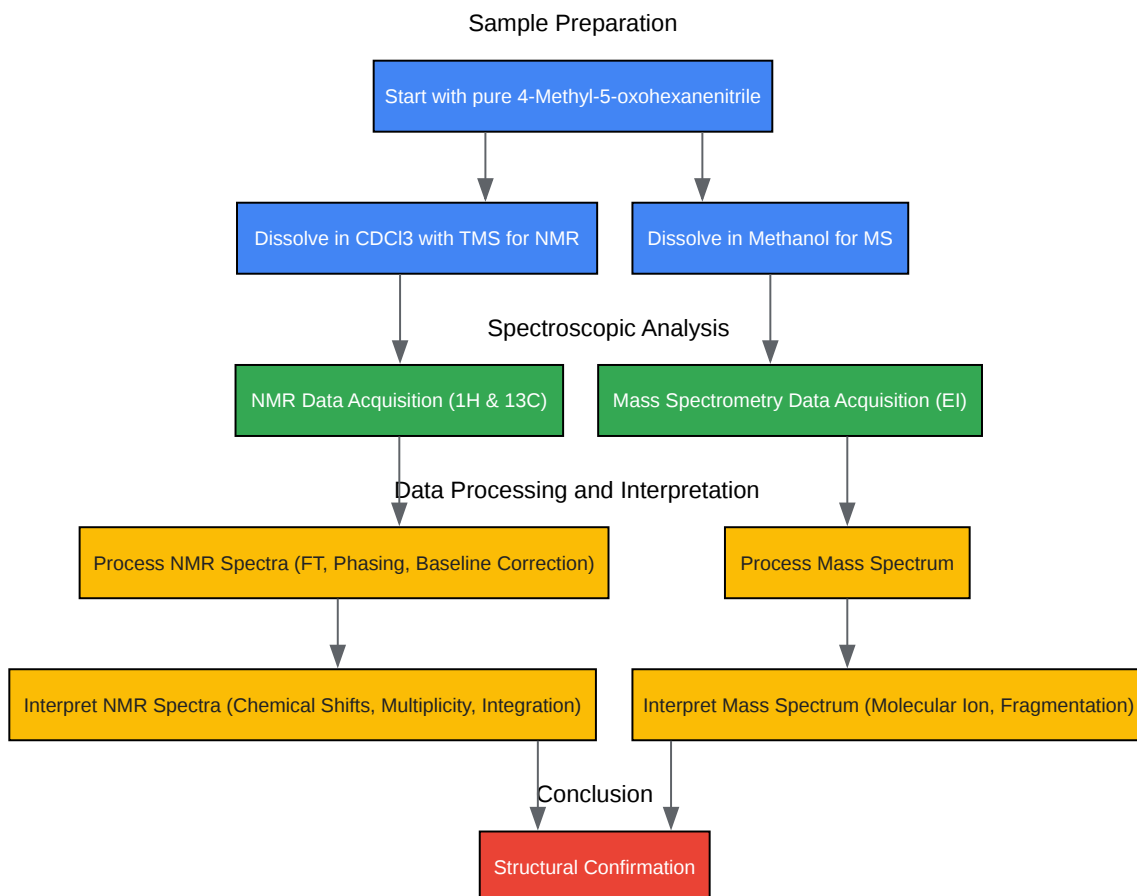 Sample Preparation
Start with pure 4-Methyl-5-oxohexanenitrile
Dissolve in CDCl3 with TMS for NMR
Dissolve in Methanol for MS
Spectroscopic Analysis
NMR Data Acquisition (1H & 13C)
Mass Spectrometry Data Acquisition (EI)
Data Processing and Interpretation
Process NMR Spectra (FT, Phasing, Baseline Correction)
Process Mass Spectrum
Interpret NMR Spectra (Chemical Shifts, Multiplicity, Integration)
Interpret Mass Spectrum (Molecular Ion, Fragmentation)
Conclusion
Structural Confirmation